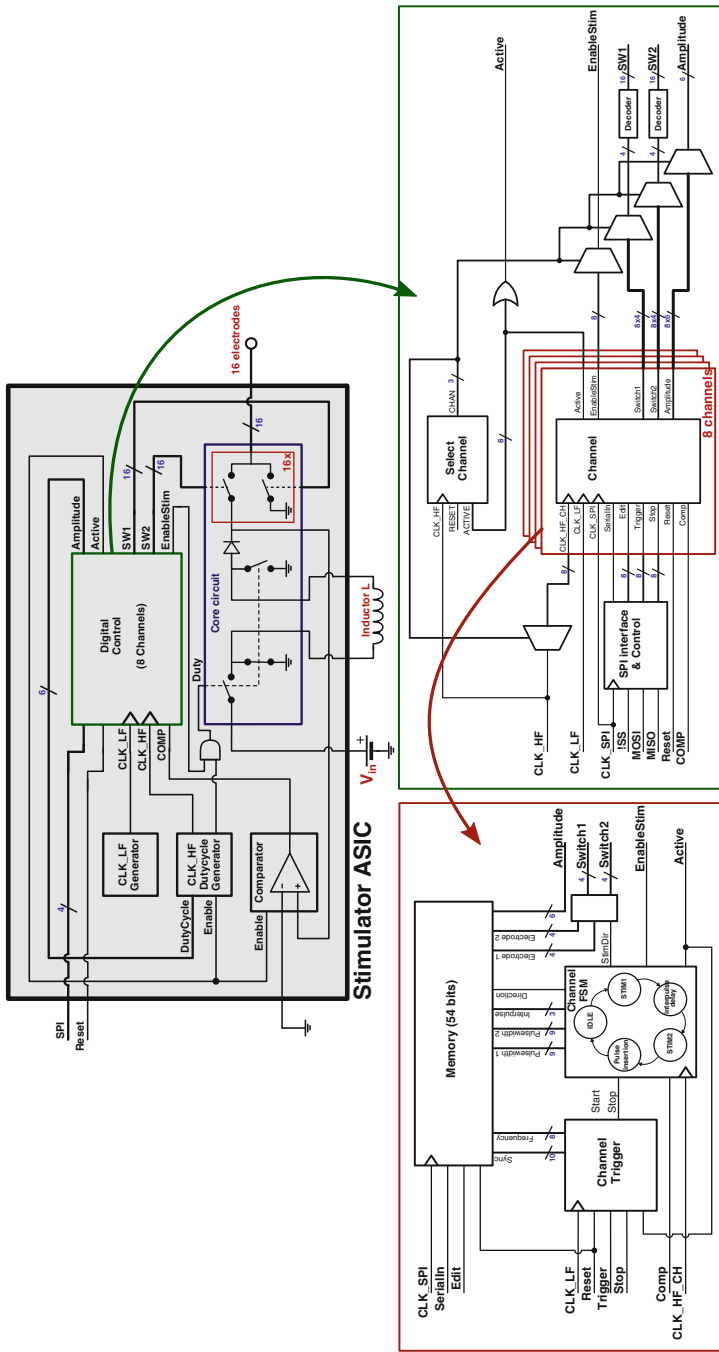 Stimulator ASIC
SPI
Reset
4
6
Amplitude
Active
SW1
SW2
EnableStim
16
16
Digital
Control
(8 Channels)
CLK_LF
CLK_HF
COMP
CLK_LF
Generator
CLK_HF
Dutycycle
Generator
DutyCycle
Enable
Comparator
Enable
−
+
Duty
Core circuit
16x
16
16 electrodes
Inductor L
Vin
+
CLK_HF
CLK_LF
CLK_SPI
ISS
MOSI
MISO
Reset
COMP
SPI interface
& Control
8
8
8
8
CLK_HF
RESET
ACTIVE
Select
Channel
CHAN
3
8
CLK_HF_CH
CLK_LF
CLK_SPI
SerialIn
Edit
Trigger
Stop
Reset
Comp
Channel
Active
EnableStim
Switch1
Switch2
Amplitude
8 channels
8
8x4
8x4
8x6
4
4
Decoder
Decoder
Active
EnableStim
16
SW1
16
SW2
6
Amplitude
CLK_SPI
SerialIn
Edit
CLK_LF
Reset
Trigger
Stop
Comp
CLK_HF_CH
Memory (54 bits)
Sync
10
Frequency
8
Pulsewidth 1
9
Pulsewidth 2
9
Interpulse
3
Direction
Electrode 1
4
Electrode 2
4
6
Channel
Trigger
Start
Stop
Channel
FSM
IDLE
STIM1
Interpulse
delay
STIM2
Pulse
insertion
StimDir
Amplitude
4
Switch1
4
Switch2
EnableStim
Active